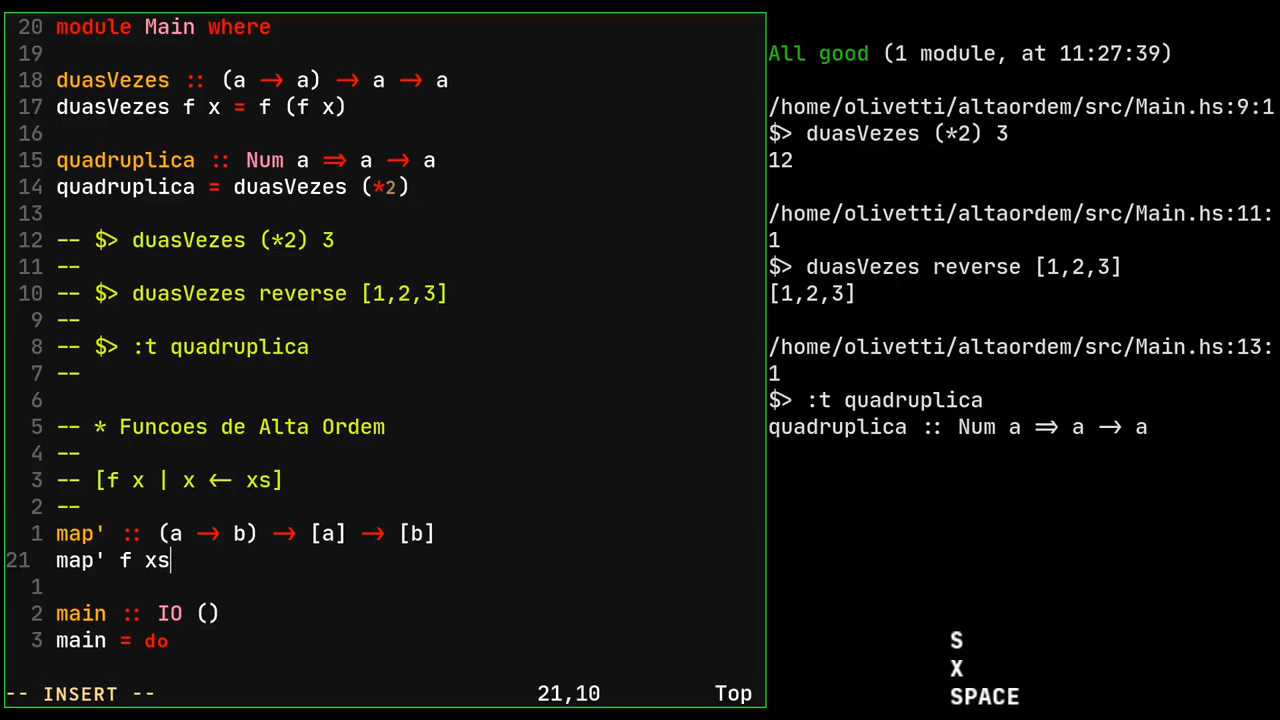 20 module Main where
19
18 duasVezes :: (a -> a) -> a -> a
17 duasVezes f x = f (f x)
16
15 quadruplica :: Num a => a -> a
14 quadruplica = duasVezes (*2)
13
12 -- $> duasVezes (*2) 3
11 --
10 -- $> duasVezes reverse [1,2,3]
9 --
8 -- $> :t quadruplica
7 --
6
5 -- * Funcoes de Alta Ordem
4 --
3 -- [f x | x <- xs]
2 --
1 map' :: (a -> b) -> [a] -> [b]
21 map' f xs
1
2 main :: IO ()
3 main = do
-- INSERT -- 21,10 Top
All good (1 module, at 11:27:39)
/home/olivetti/altaordem/src/Main.hs:9:1
$> duasVezes (*2) 3
12
/home/olivetti/altaordem/src/Main.hs:11:
1
$> duasVezes reverse [1,2,3]
[1,2,3]
/home/olivetti/altaordem/src/Main.hs:13:
1
$> :t quadruplica
quadruplica :: Num a => a -> a
S
X
SPACE